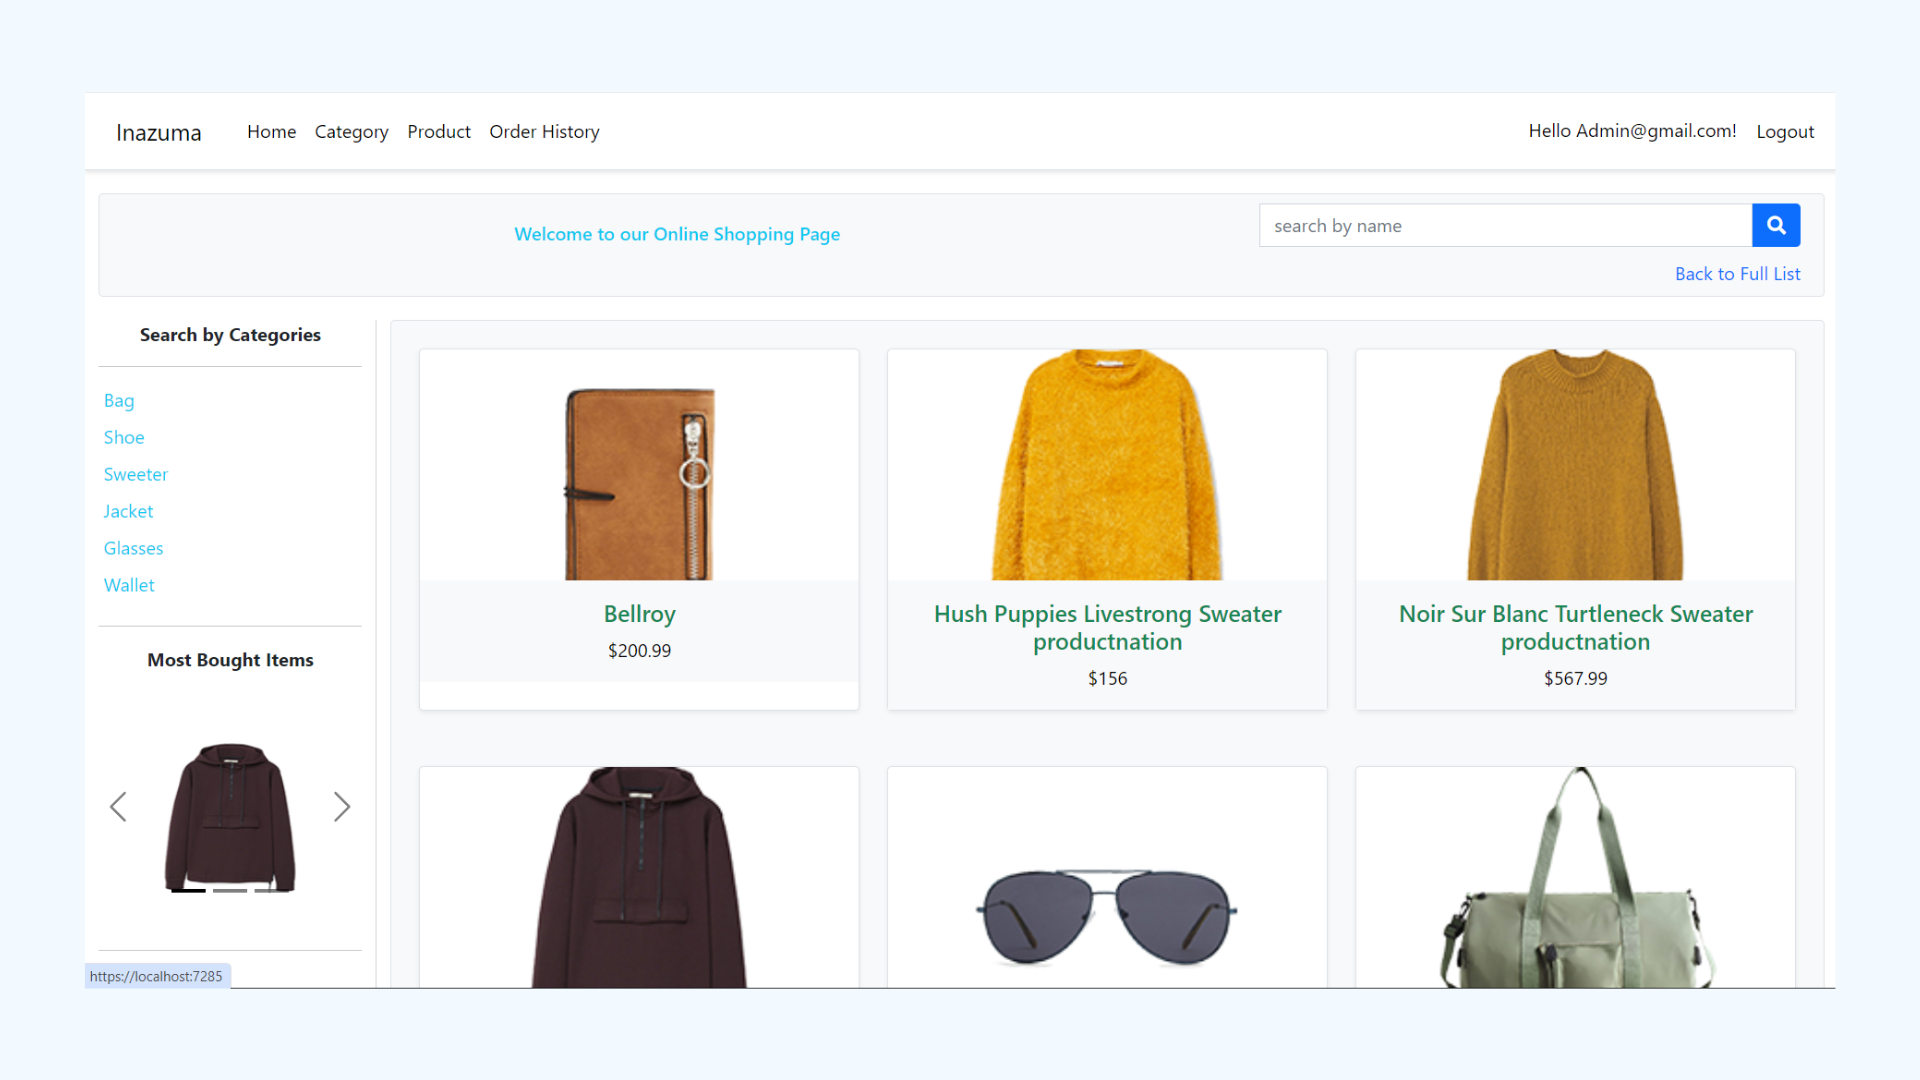 Inazuma
Home Category Product Order History
Hello Admin@gmail.com! Logout
Welcome to our Online Shopping Page
search by name
Back to Full List
Search by Categories
Bag
Shoe
Sweeter
Jacket
Glasses
Wallet
Most Bought Items
Bellroy
$200.99
Hush Puppies Livestrong Sweater
productnation
$156
Noir Sur Blanc Turtleneck Sweater
productnation
$567.99
https://localhost:7285